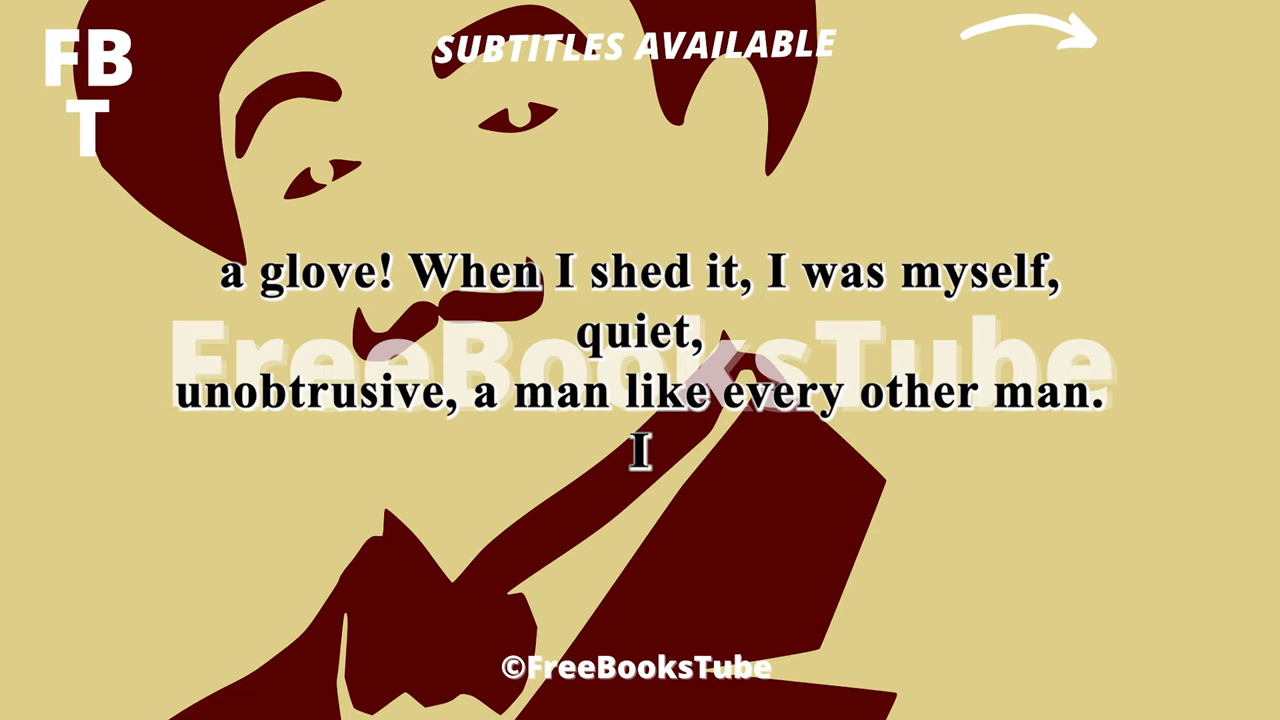 FB
T
SUBTITLES AVAILABLE
a glove! When I shed it, I was myself,
quiet,
FreeBooksTube
unobtrusive, a man like every other man.
I
©FreeBooksTube